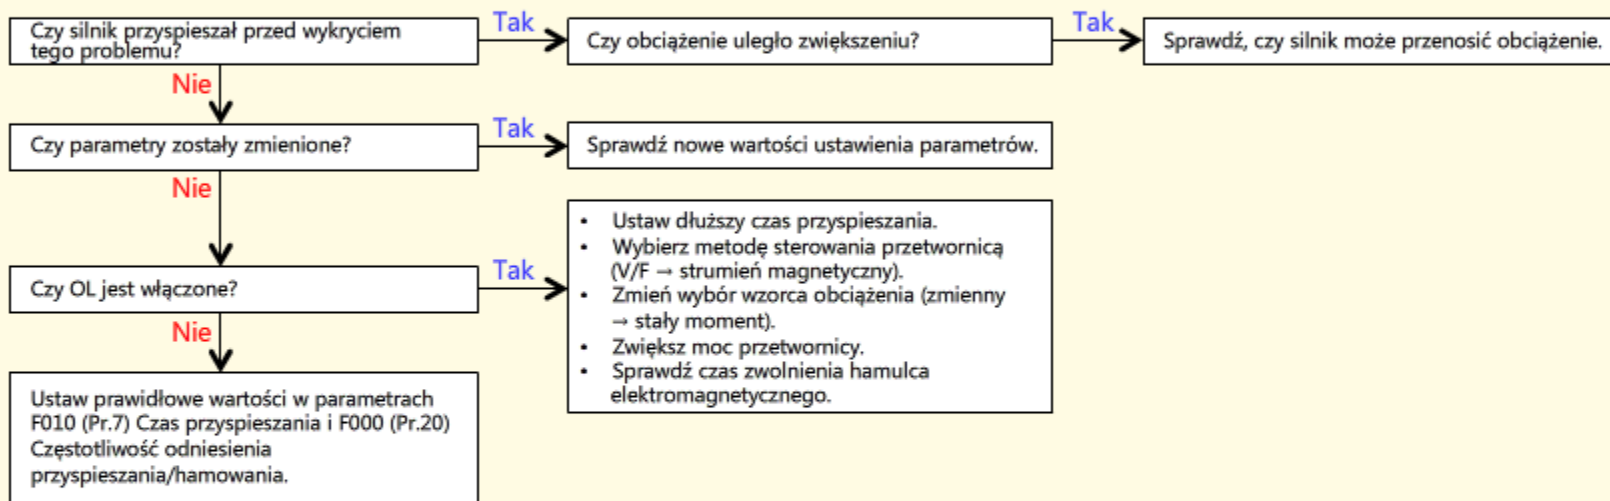 Czy silnik przyspieszał przed wykryciem
tego problemu?
Tak
Czy obciążenie uległo zwiększeniu?
Tak
Sprawdź, czy silnik może przenosić obciążenie.
Nie
Czy parametry zostały zmienione?
Tak
Sprawdź nowe wartości ustawienia parametrów.
Nie
Czy OL jest włączone?
Tak
• Ustaw dłuższy czas przyspieszania.
• Wybierz metodę sterowania przetwornicą
(V/F → strumień magnetyczny).
• Zmień wybór wzorca obciążenia (zmienny
→ stały moment).
• Zwiększ moc przetwornicy.
• Sprawdź czas zwolnienia hamulca
elektromagnetycznego.
Nie
Ustaw prawidłowe wartości w parametrach
F010 (Pr.7) Czas przyspieszania i F000 (Pr.20)
Częstotliwość odniesienia
przyspieszania/hamowania.